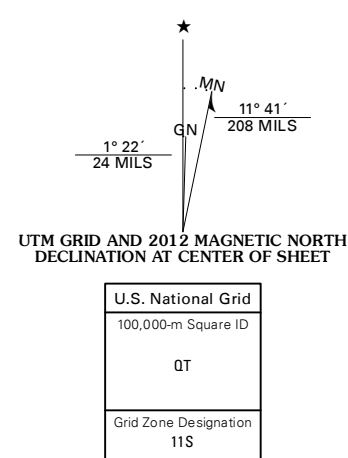 ★
MN
GN
11° 41´
208 MILS
1° 22´
24 MILS
UTM GRID AND 2012 MAGNETIC NORTH
DECLINATION AT CENTER OF SHEET
U.S. National Grid
100,000-m Square ID
QT
Grid Zone Designation
11S